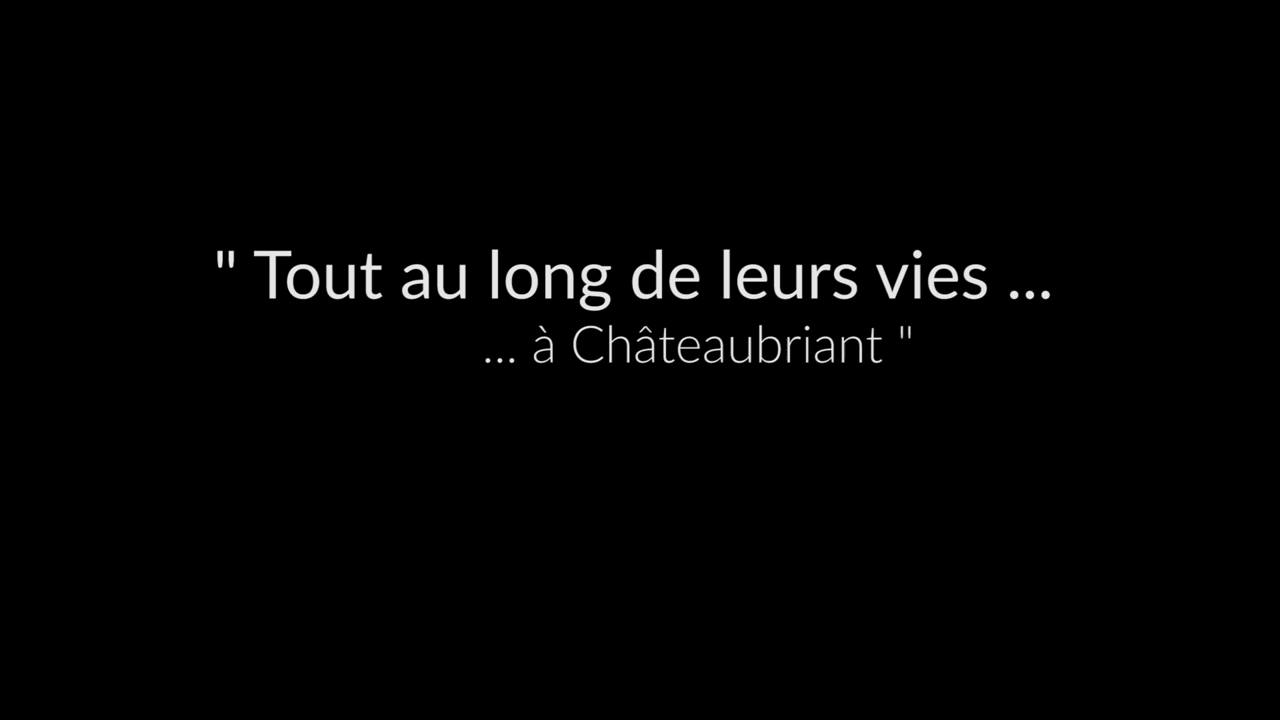 " Tout au long de leurs vies ...
... à Châteaubriant "